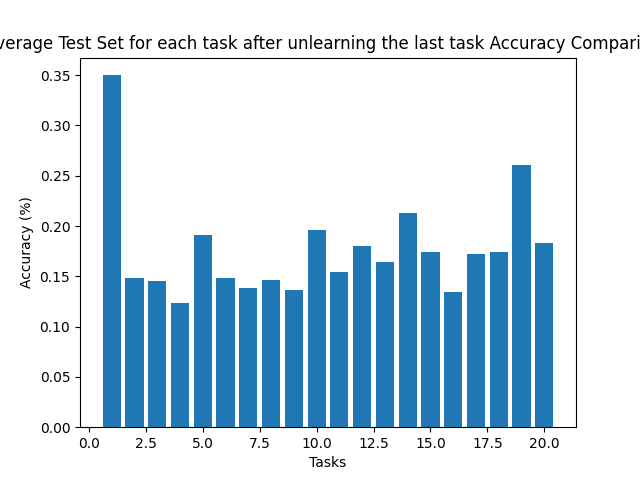 verage Test Set for each task after unlearning the last task Accuracy Compari
0.35
0.30
0.25
0.20
0.15
0.10
0.05
0.00
Accuracy (%)
0.0 2.5 5.0 7.5 10.0 12.5 15.0 17.5 20.0
Tasks